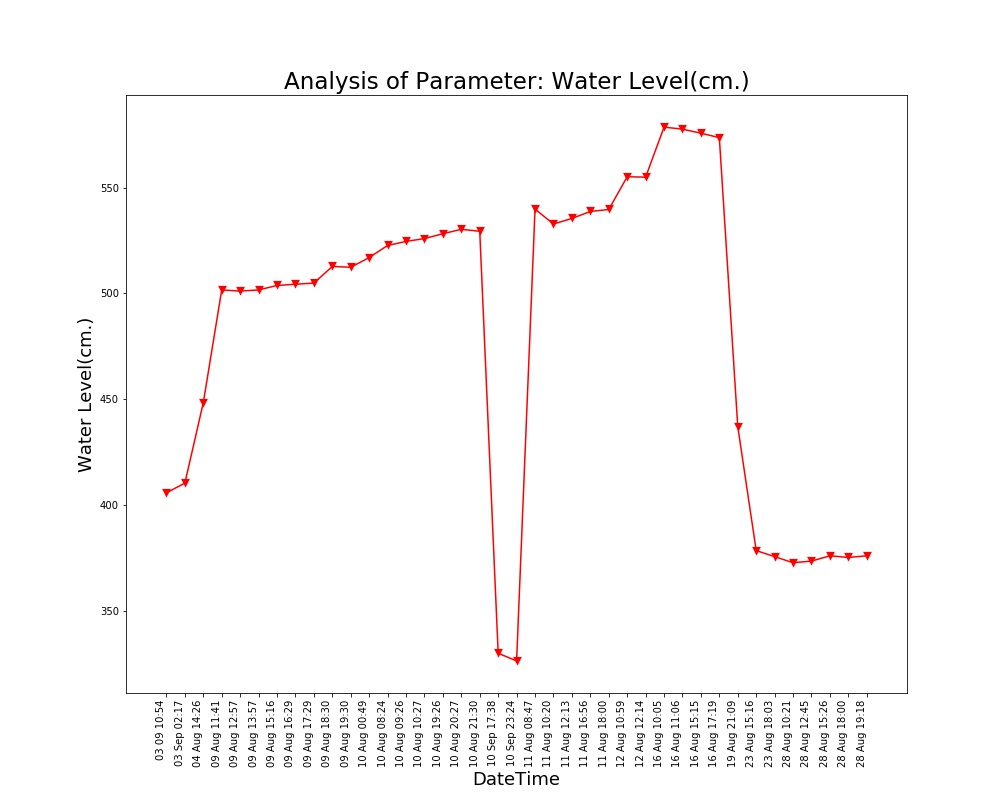 Analysis of Parameter: Water Level(cm.)
Water Level(cm.)
550
500
450
400
350
03 09 10:54
03 Sep 02:17
04 Aug 14:26
09 Aug 11:41
09 Aug 12:57
09 Aug 13:57
09 Aug 15:16
09 Aug 16:29
09 Aug 17:29
09 Aug 18:30
09 Aug 19:30
10 Aug 00:49
10 Aug 08:24
10 Aug 09:26
10 Aug 10:27
10 Aug 19:26
10 Aug 20:27
10 Aug 21:30
10 Sep 17:38
10 Sep 23:24
11 Aug 08:47
11 Aug 10:20
11 Aug 12:13
11 Aug 16:56
11 Aug 18:00
12 Aug 10:59
12 Aug 12:14
16 Aug 10:05
16 Aug 11:06
16 Aug 15:15
16 Aug 17:19
19 Aug 21:09
23 Aug 15:16
23 Aug 18:03
28 Aug 10:21
28 Aug 12:45
28 Aug 15:26
28 Aug 18:00
28 Aug 19:18
DateTime